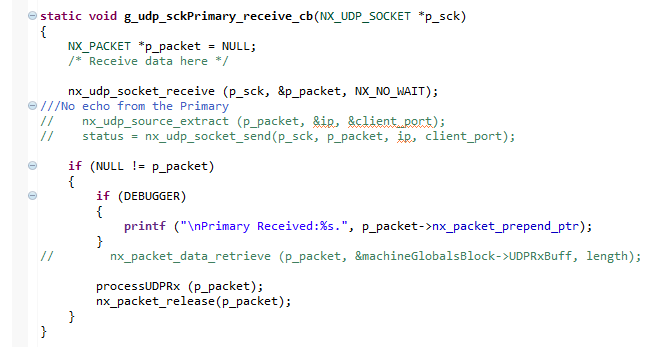 static void g_udp_sckPrimary_receive_cb(NX_UDP_SOCKET *p_sck)
{
NX_PACKET *p_packet = NULL;
/* Receive data here */
nx_udp_socket_receive (p_sck, &p_packet, NX_NO_WAIT);
///No echo from the Primary
// nx_udp_source_extract (p_packet, &ip, &client_port);
// status = nx_udp_socket_send(p_sck, p_packet, ip, client_port);
if (NULL != p_packet)
{
if (DEBUGGER)
{
printf ("\nPrimary Received:%s.", p_packet->nx_packet_prepend_ptr);
}
// nx_packet_data_retrieve (p_packet, &machineGlobalsBlock->UDPRxBuff, length);
processUDPRx (p_packet);
nx_packet_release(p_packet);
}
}